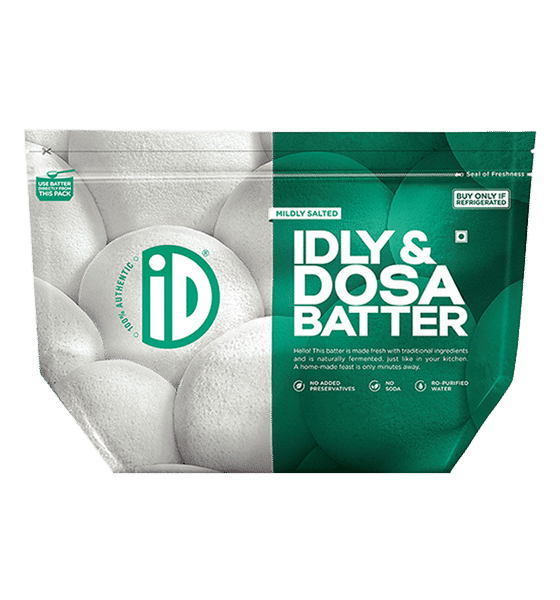 USE BATTER
DIRECTLY FROM
THIS PACK
Seal of Freshness
BUY ONLY IF
REFRIGERATED
MILDLY SALTED
100% AUTHENTIC
iD®
IDLY &
DOSA
BATTER
Hello! This batter is made fresh with traditional ingredients
and is naturally fermented, just like in your kitchen.
A home-made feast is only minutes away.
NO ADDED
PRESERVATIVES
NO
SODA
RO-PURIFIED
WATER